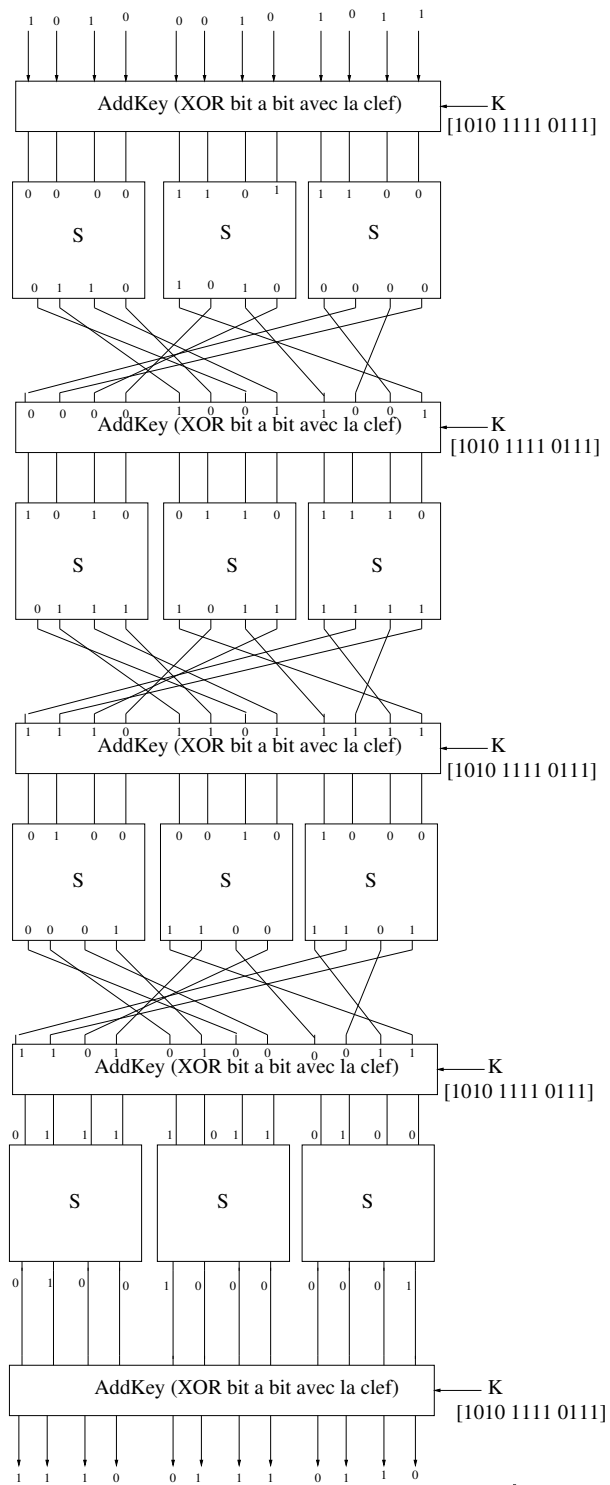 1 0 1 0 0 0 1 0 1 0 1 1
AddKey (XOR bit a bit avec la clef) K
[1010 1111 0111]
0 0 0 0 1 1 0 1 1 1 0 0
S S S
0 1 1 0 1 0 1 0 0 0 0 0
0 0 0 0 1 0 0 1 1 0 0 1
AddKey (XOR bit a bit avec la clef) K
[1010 1111 0111]
1 0 1 0 0 1 1 0 1 1 1 0
S S S
0 1 1 1 1 0 1 1 1 1 1 1
1 1 1 0 1 1 0 1 1 1 1 1
AddKey (XOR bit a bit avec la clef) K
[1010 1111 0111]
0 1 0 0 0 0 1 0 1 0 0 0
S S S
0 0 0 1 1 1 0 0 1 1 0 1
1 1 0 1 0 1 0 0 0 0 1 1
AddKey (XOR bit a bit avec la clef) K
[1010 1111 0111]
0 1 1 1 1 0 1 1 0 1 0 0
S S S
0 1 0 0 1 0 0 0 0 0 0 1
AddKey (XOR bit a bit avec la clef) K
[1010 1111 0111]
1 1 1 0 0 1 1 1 0 1 1 0